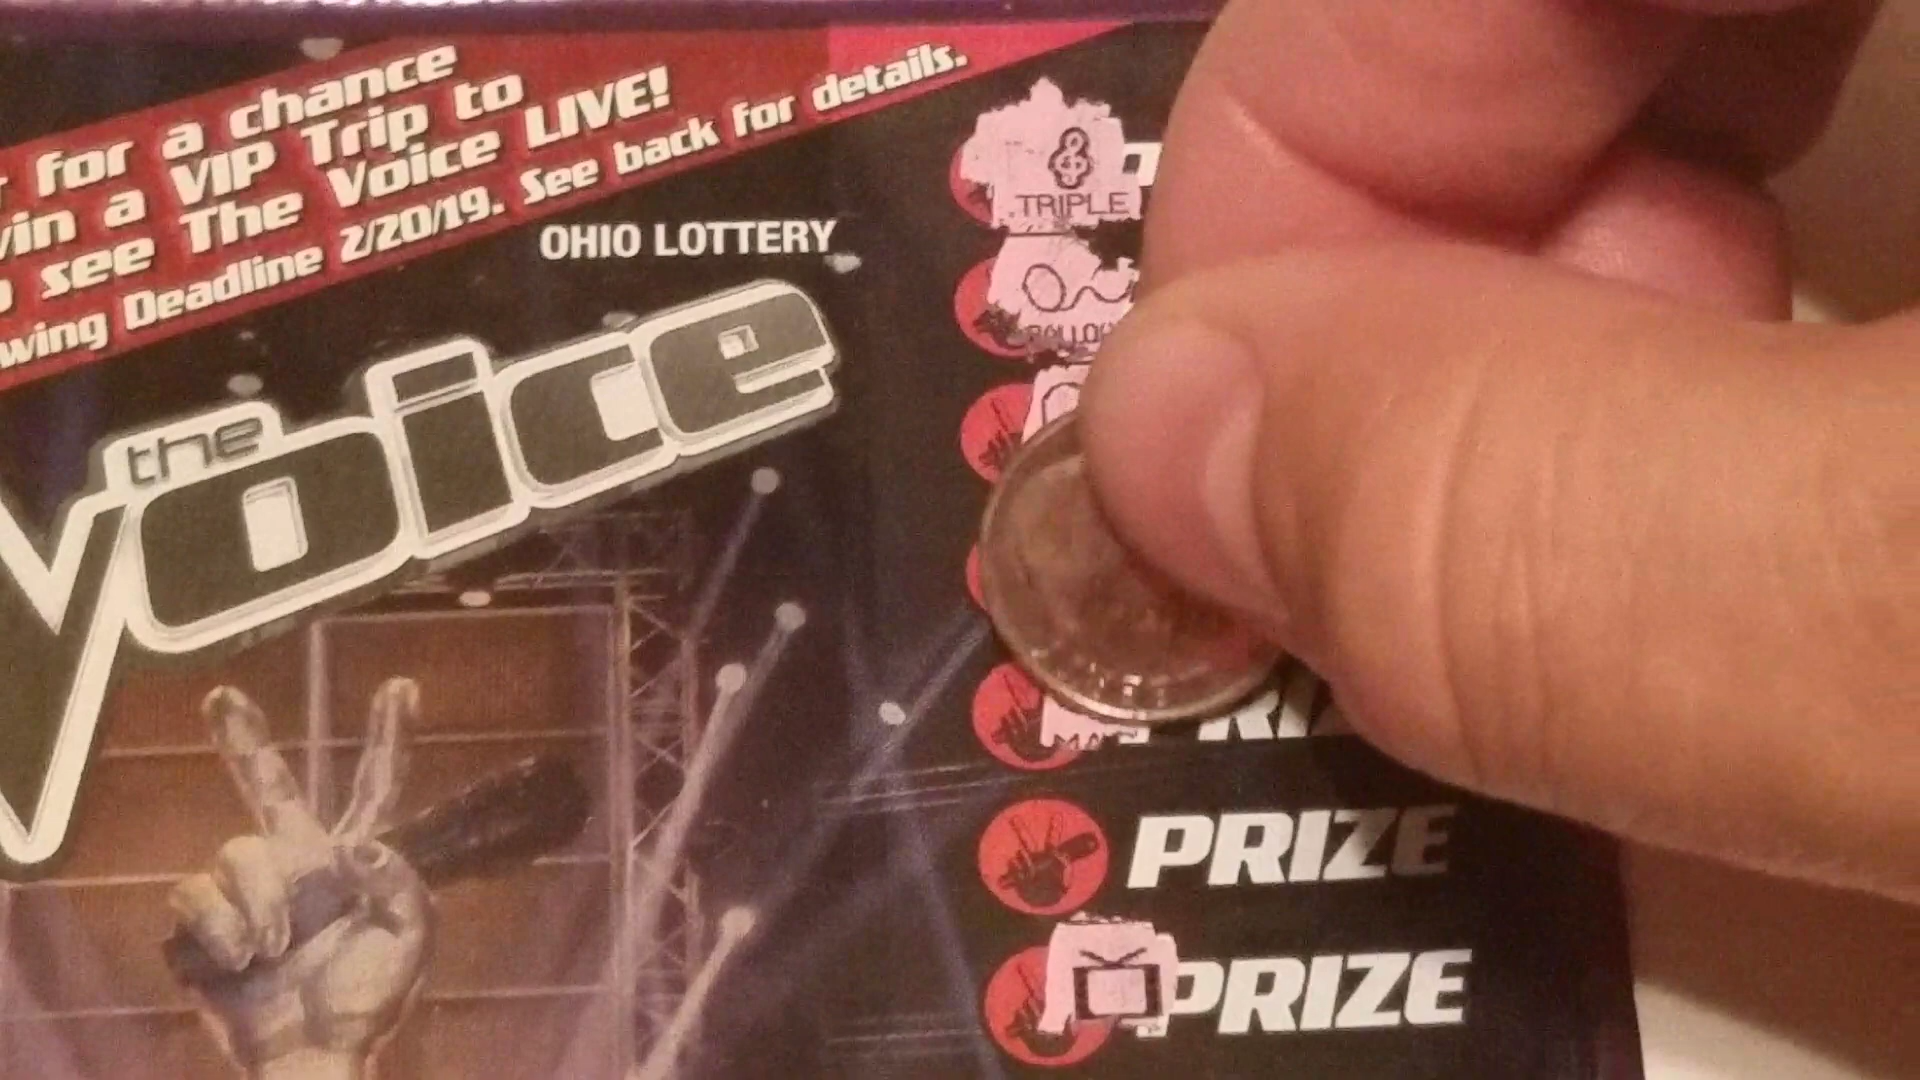 for a chance
win a VIP Trip to
see The Voice LIVE!
Deadline 2/20/19. See back for details.
OHIO LOTTERY
the
Voice
TRIPLE
PRIZE
PRIZE